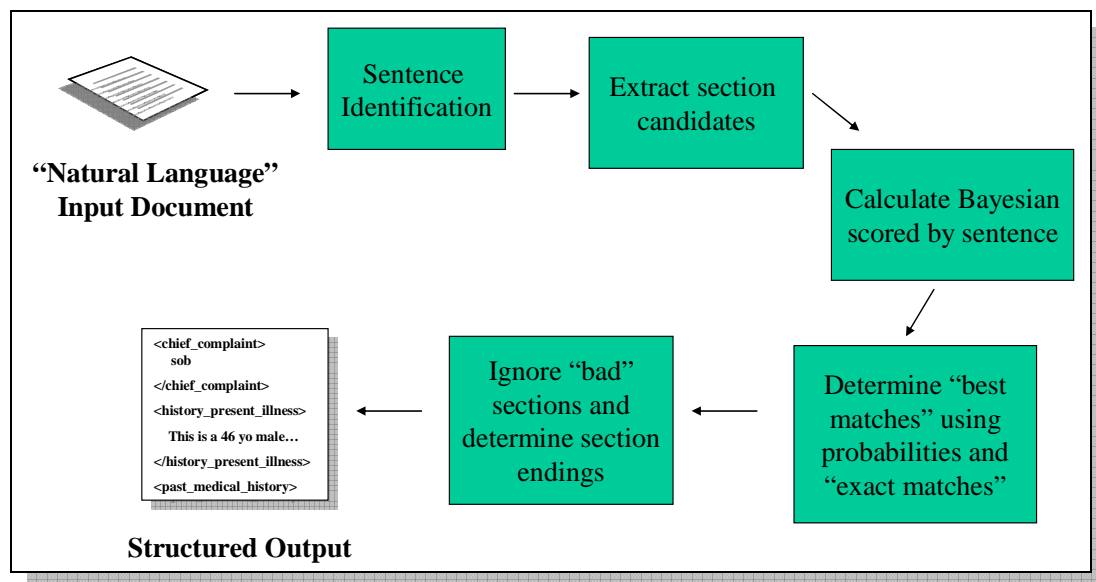 “Natural Language”
Input Document
Sentence
Identification
Extract section
candidates
Calculate Bayesian
scored by sentence
Determine “best
matches” using
probabilities and
“exact matches”
Ignore “bad”
sections and
determine section
endings
<chief_complaint>
sob
</chief_complaint>
<history_present_illness>
This is a 46 yo male…
</history_present_illness>
<past_medical_history>
Structured Output